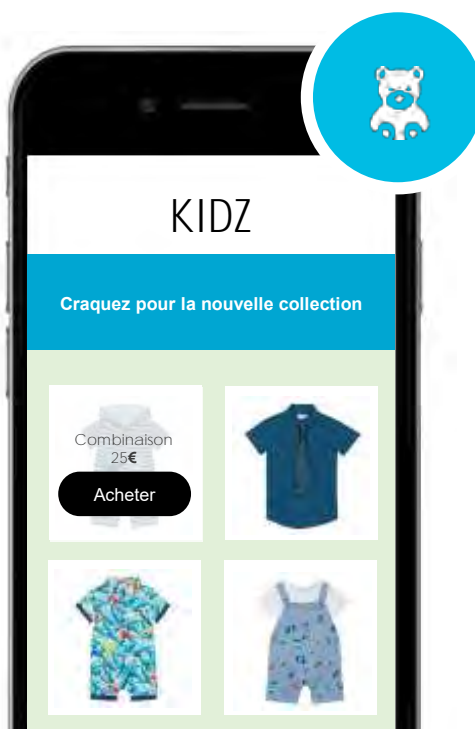 KIDZ
Craquez pour la nouvelle collection
Combinaison
25€
Acheter